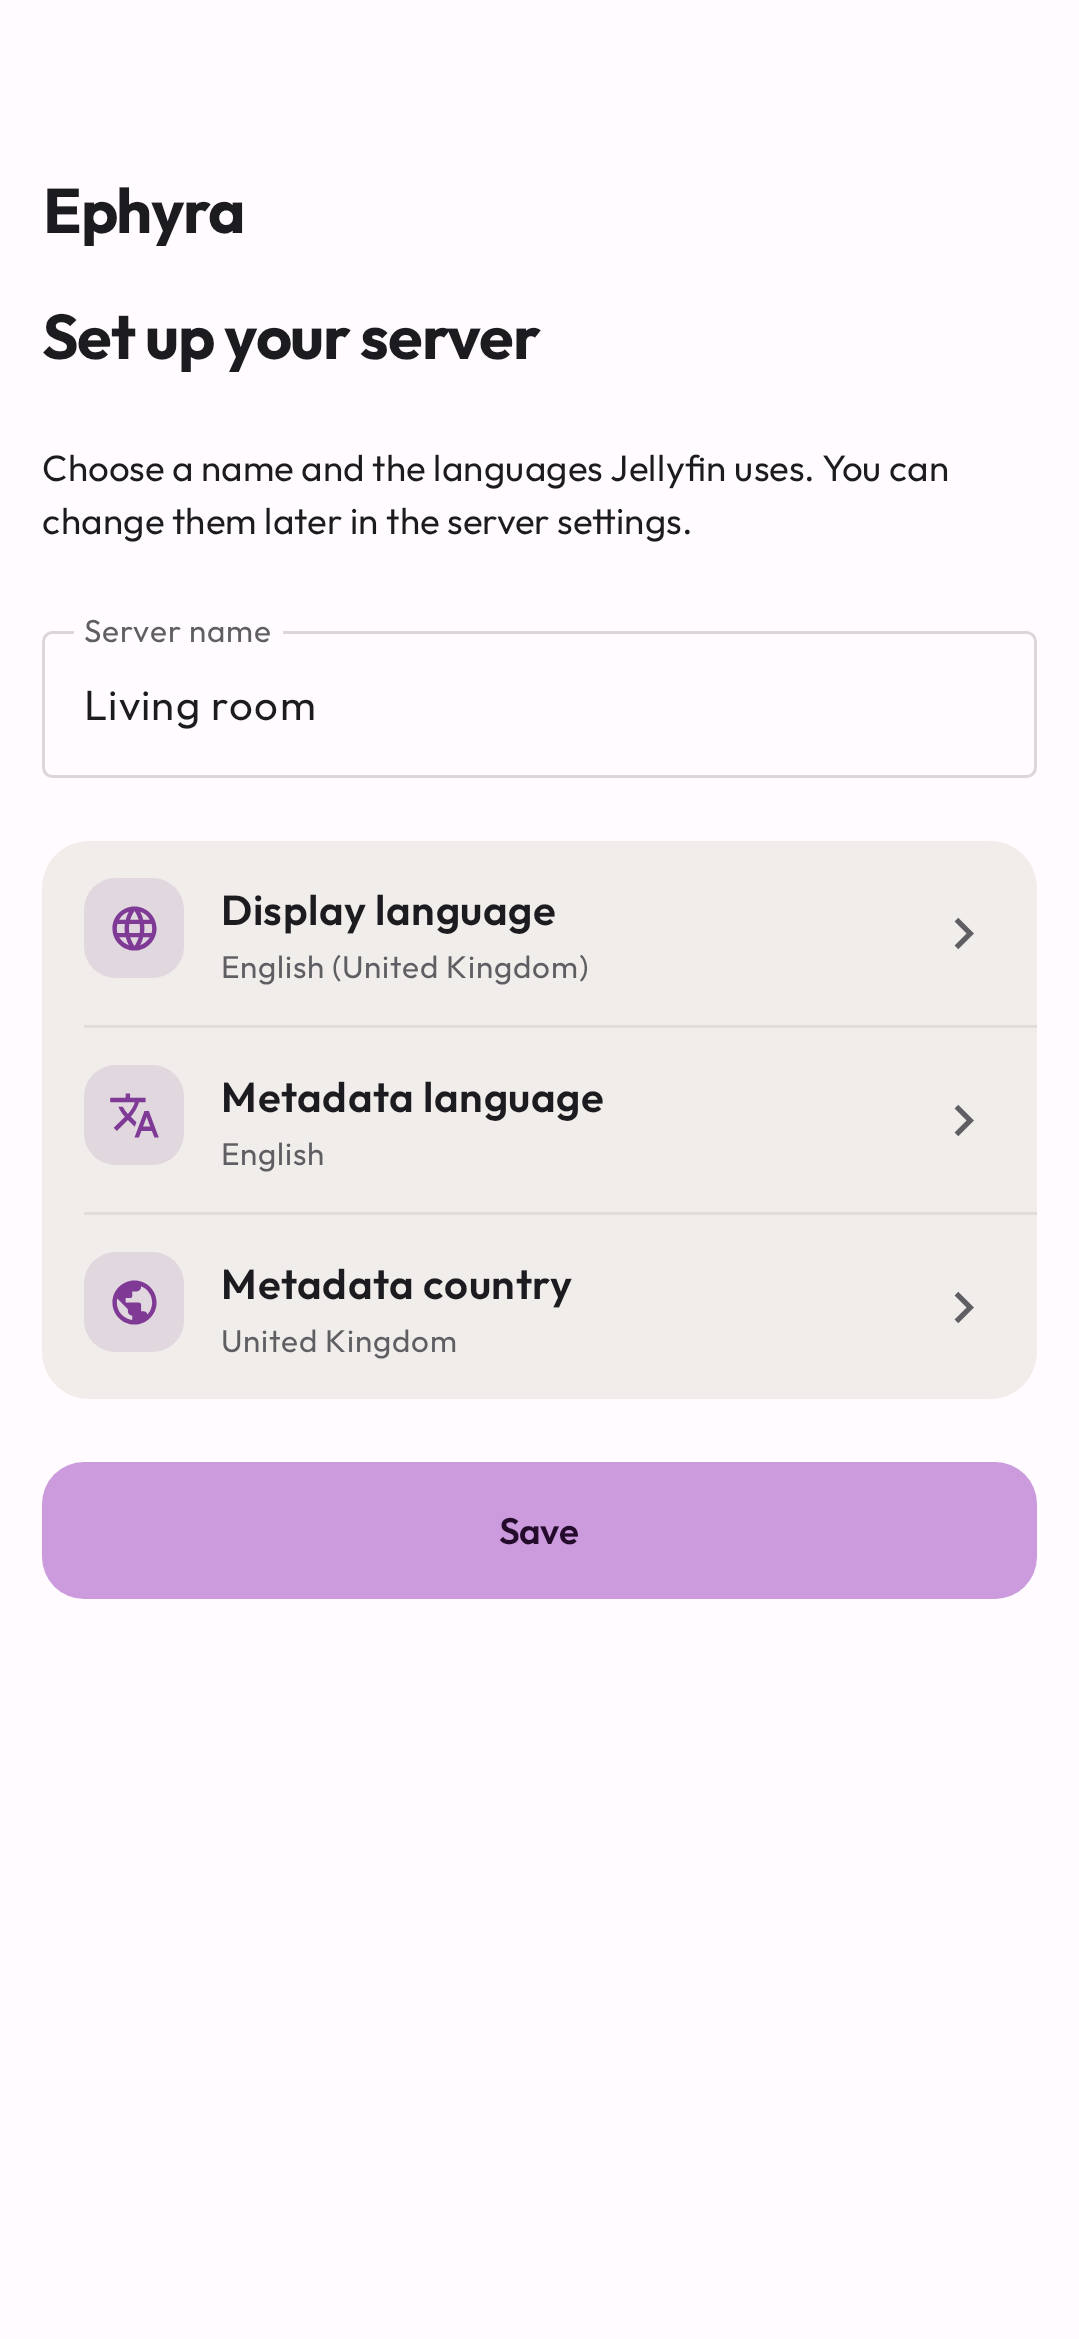 Ephyra
Set up your server
Choose a name and the languages Jellyfin uses. You can
change them later in the server settings.
Server name
Living room
Display language
English (United Kingdom)
Metadata language
English
Metadata country
United Kingdom
Save